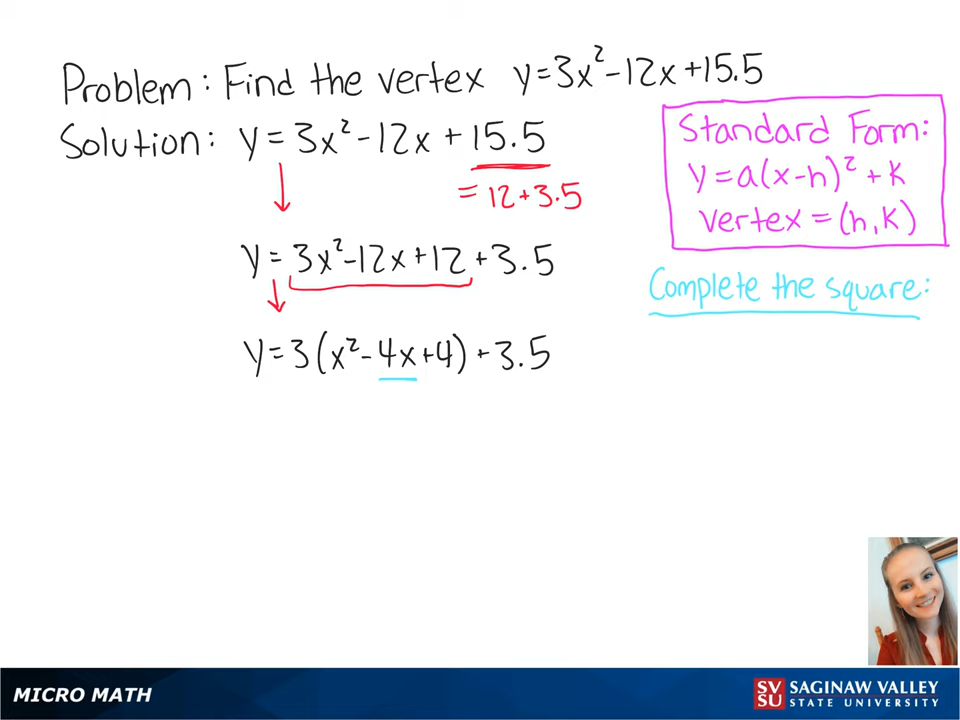 Problem: Find the vertex y=3x²-12x+15.5
Solution: y=3x²-12x+15.5
=12+3.5
y=3x²-12x+12+3.5
y=3(x²-4x+4)+3.5
Standard Form:
y=a(x-h)²+k
vertex=(h,k)
Complete the square:
MICRO MATH
SV
SU
SAGINAW VALLEY
STATE UNIVERSITY